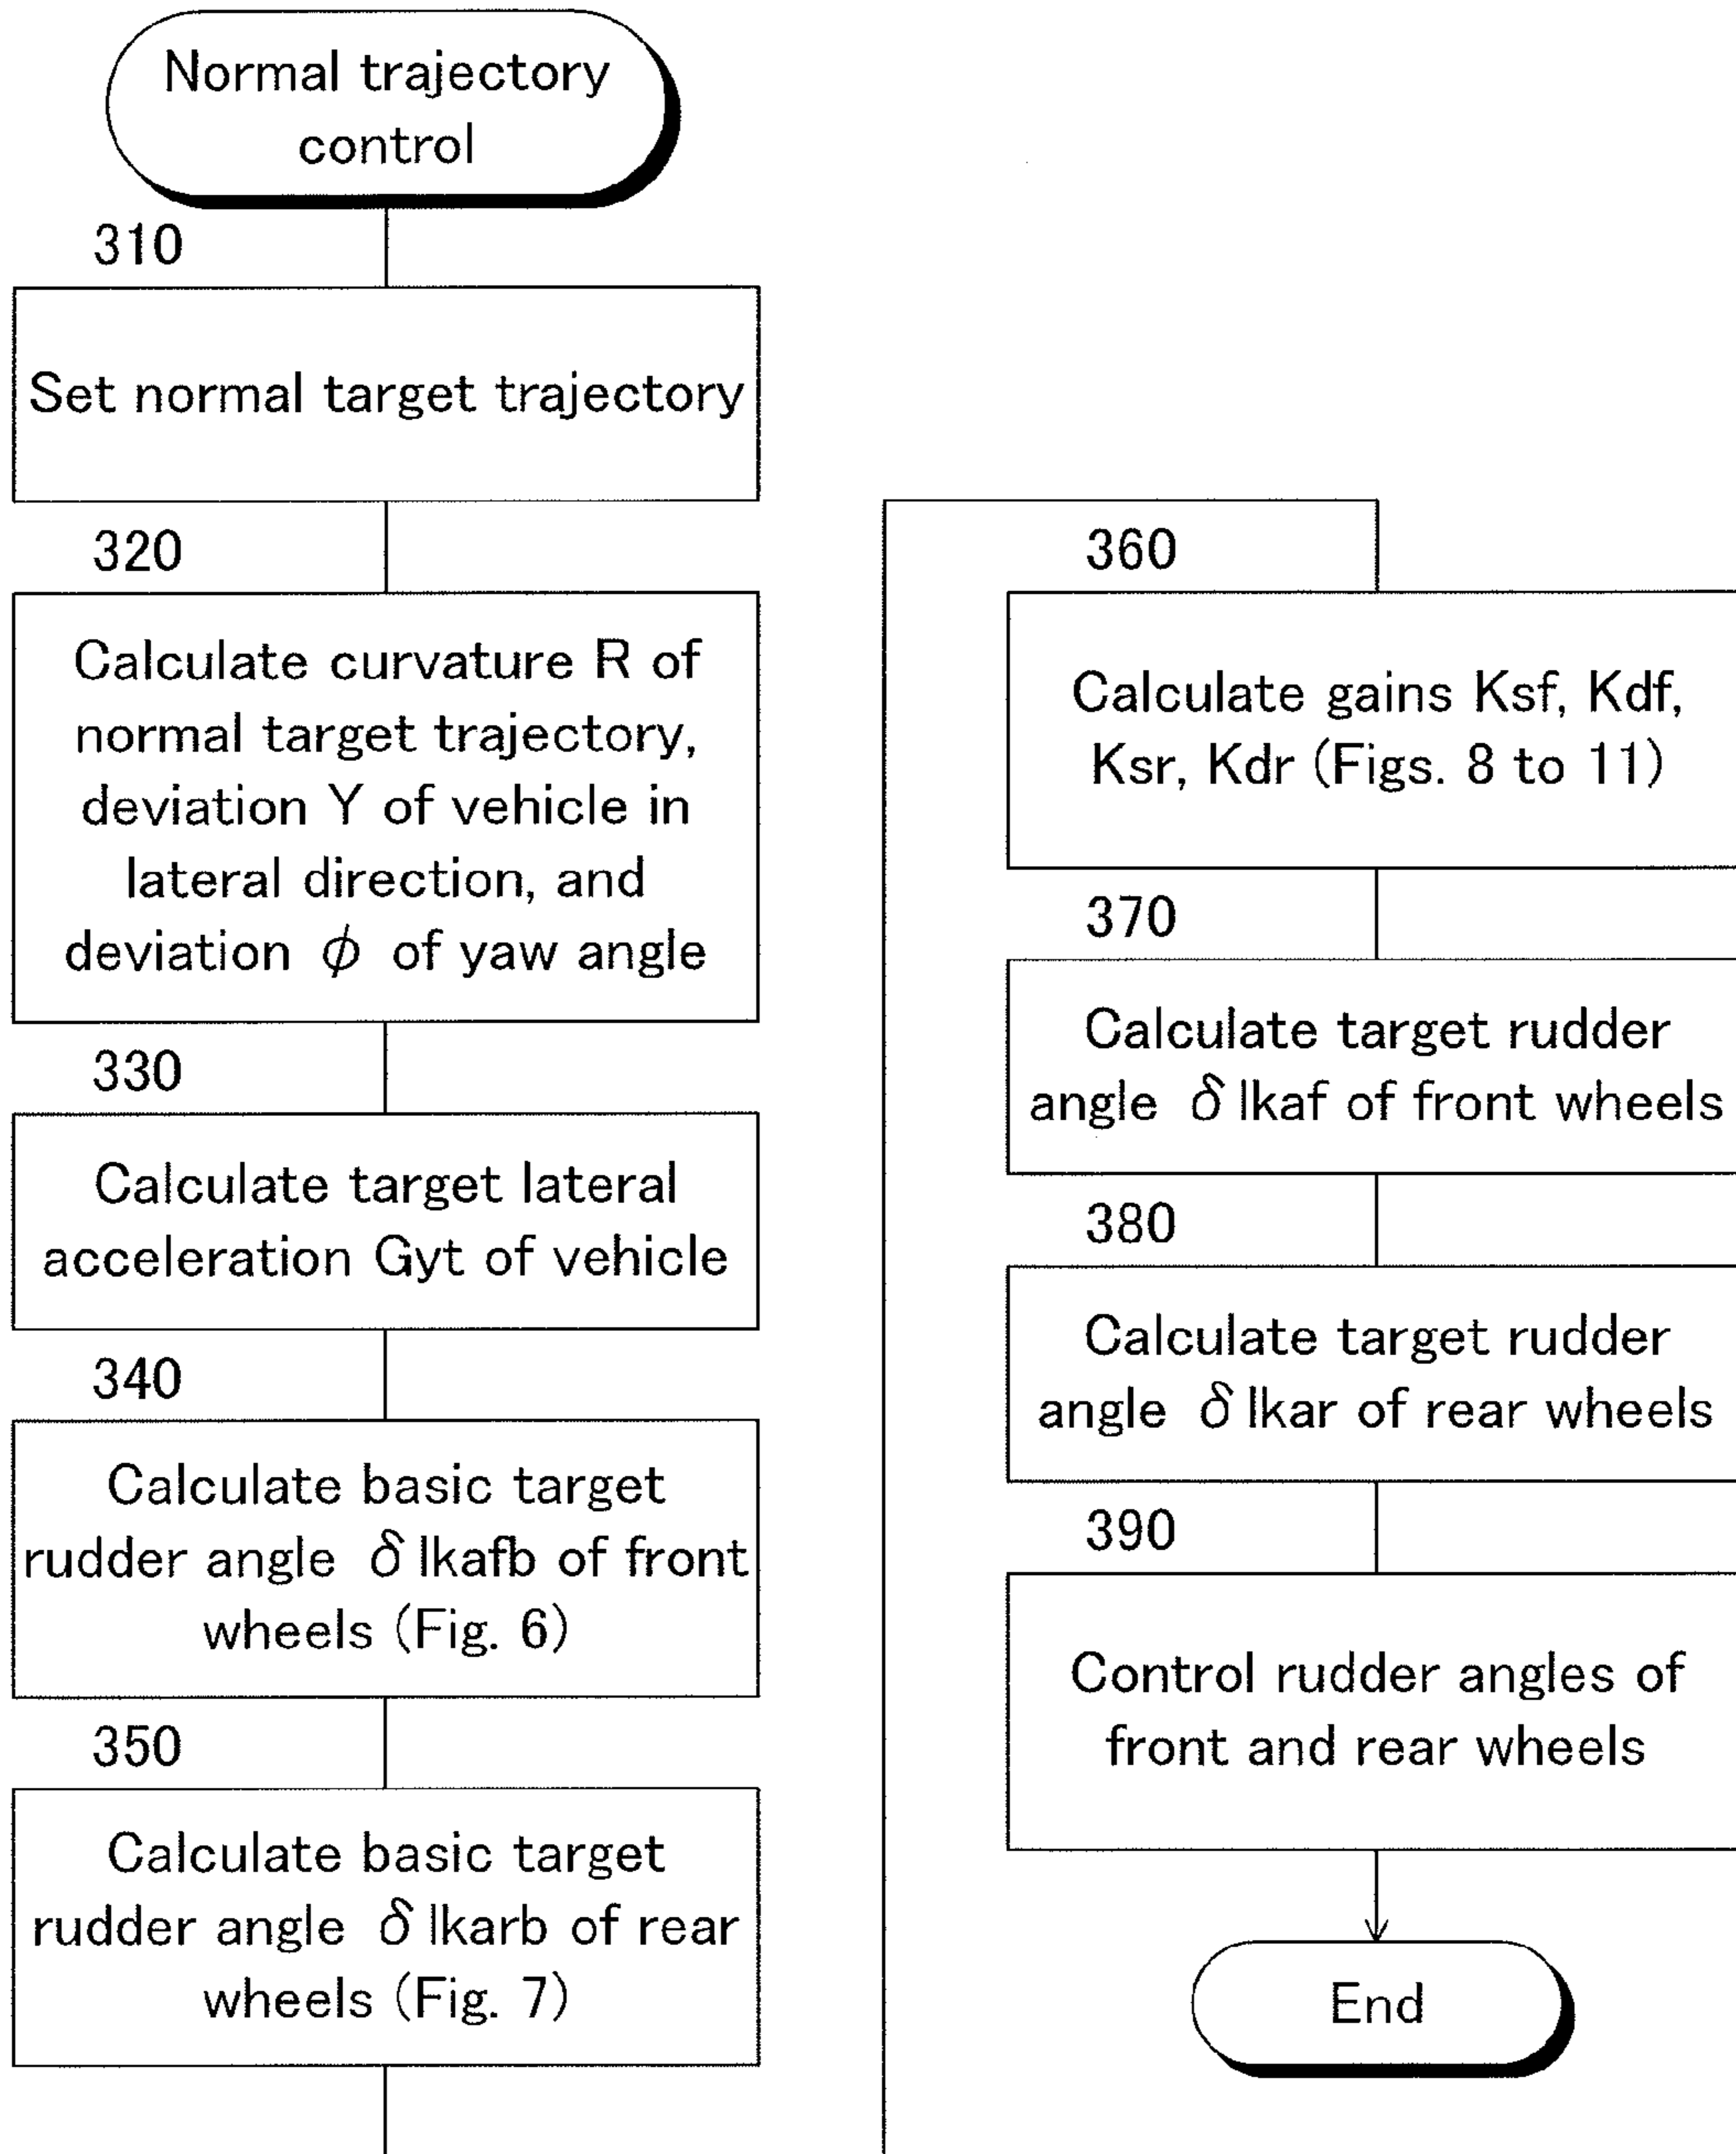 Normal trajectory
control
310
Set normal target trajectory
320
Calculate curvature R of
normal target trajectory,
deviation Y of vehicle in
lateral direction, and
deviation ϕ of yaw angle
330
Calculate target lateral
acceleration Gyt of vehicle
340
Calculate basic target
rudder angle δ lkafb of front
wheels (Fig. 6)
350
Calculate basic target
rudder angle δ lkarb of rear
wheels (Fig. 7)
360
Calculate gains Ksf, Kdf,
Ksr, Kdr (Figs. 8 to 11)
370
Calculate target rudder
angle δ lkaf of front wheels
380
Calculate target rudder
angle δ lkar of rear wheels
390
Control rudder angles of
front and rear wheels
End